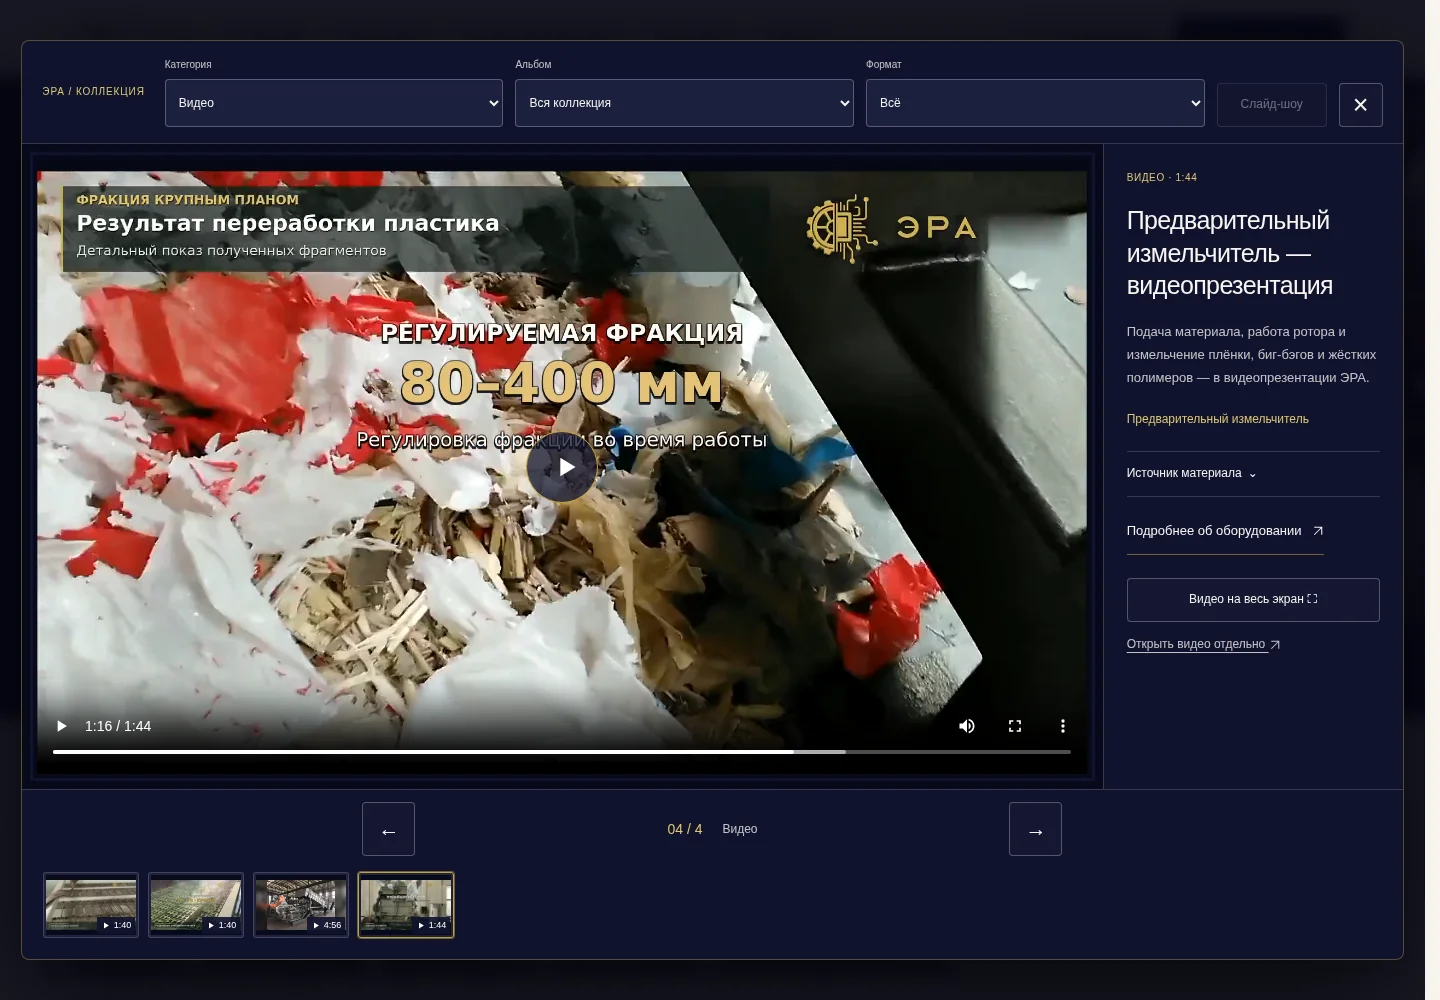 ЭРА / КОЛЛЕКЦИЯ
Категория
Видео
Альбом
Вся коллекция
Формат
Всё
Слайд-шоу
ФРАКЦИЯ КРУПНЫМ ПЛАНОМ
Результат переработки пластика
Детальный показ полученных фрагментов
ЭРА
РЕГУЛИРУЕМАЯ ФРАКЦИЯ
80–400 мм
Регулировка фракции во время работы
1:16 / 1:44
ВИДЕО · 1:44
Предварительный
измельчитель —
видеопрезентация
Подача материала, работа ротора и
измельчение плёнки, биг-бэгов и жёстких
полимеров — в видеопрезентации ЭРА.
Предварительный измельчитель
Источник материала
Подробнее об оборудовании
Видео на весь экран
Открыть видео отдельно
04 / 4 Видео
1:40
1:40
4:56
1:44